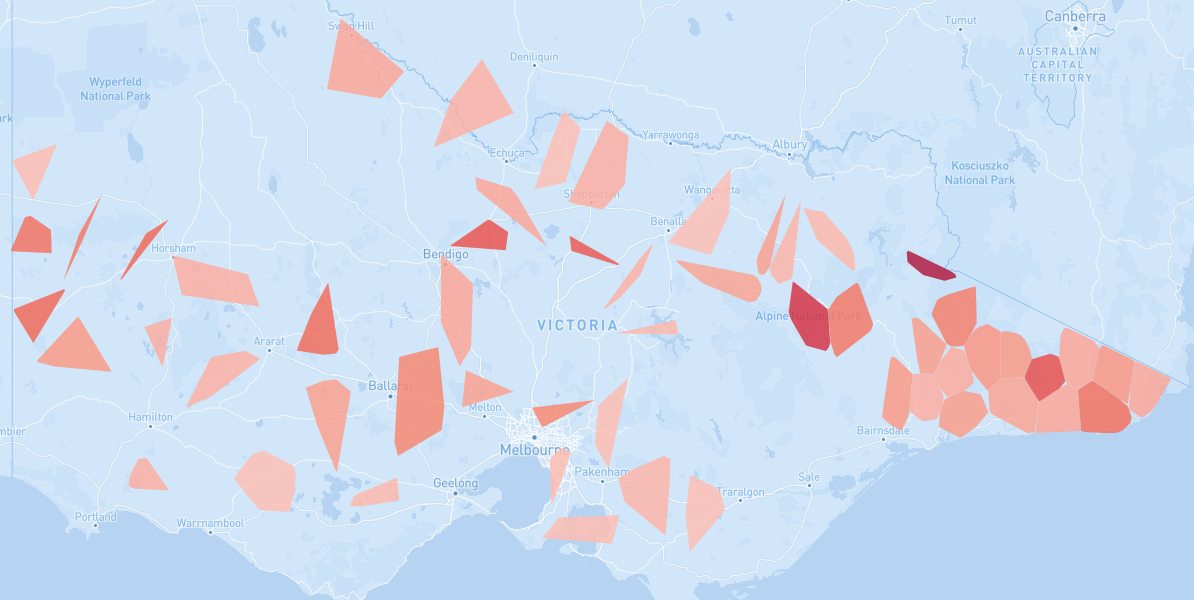 Tumut
Canberra
Swan Hill
AUSTRALIAN
CAPITAL
TERRITORY
Deniliquin
Wyperfeld
National Park
ark
Yarrawonga
Albury
Echuca
Kosciuszko
National Park
Shepparton
Wangaratta
Benalla
Horsham
Bendigo
VICTORIA
Alpine National Park
Ararat
Ballarat
Melton
Hamilton
mbier
Bairnsdale
Melbourne
Pakenham
Sale
Geelong
Traralgon
Portland
Warrnambool